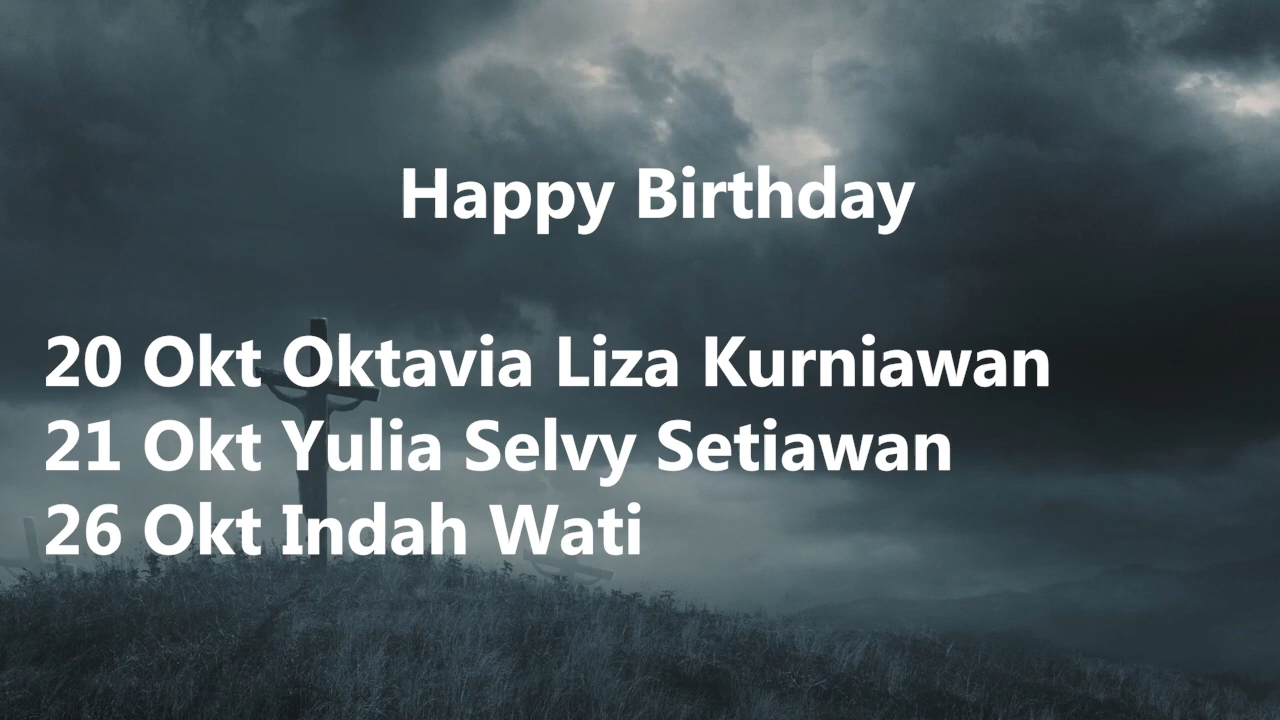 Happy Birthday
20 Okt Oktavia Liza Kurniawan
21 Okt Yulia Selvy Setiawan
26 Okt Indah Wati